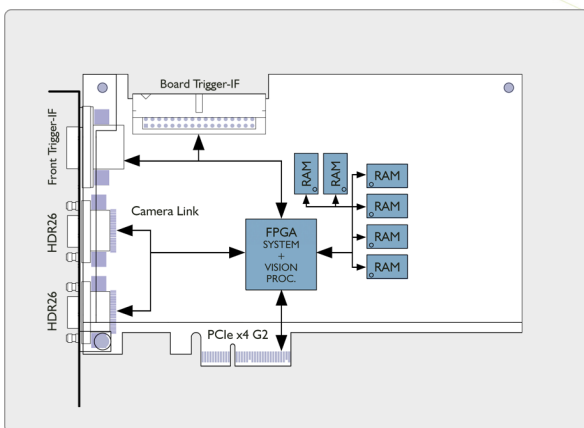 Board Trigger-IF
Front Trigger-IF
RAM
RAM
RAM
RAM
RAM
RAM
Camera Link
HDR26
FPGA
SYSTEM
+
VISION
PROC.
HDR26
PCIe x4 G2